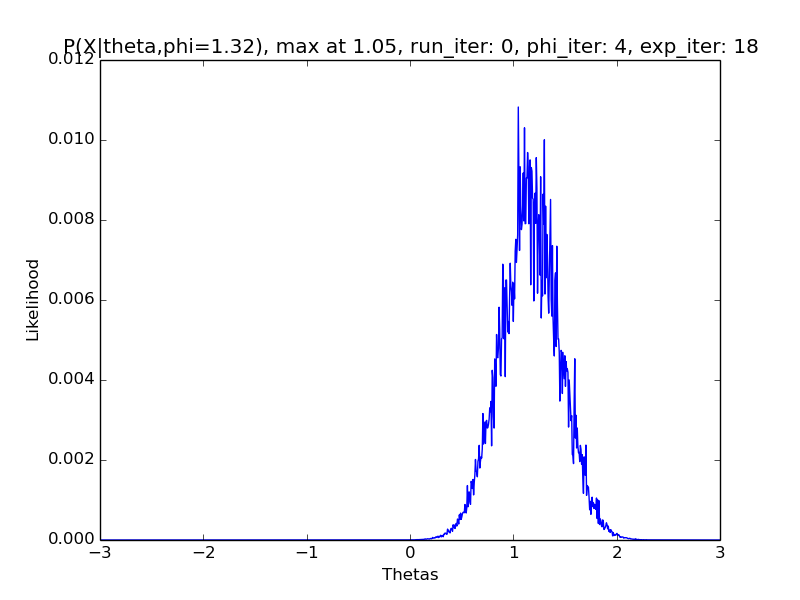 P(X|theta,phi=1.32), max at 1.05, run_iter: 0, phi_iter: 4, exp_iter: 18
0.012
0.010
0.008
0.006
0.004
0.002
0.000
Likelihood
−3 −2 −1 0 1 2 3
Thetas